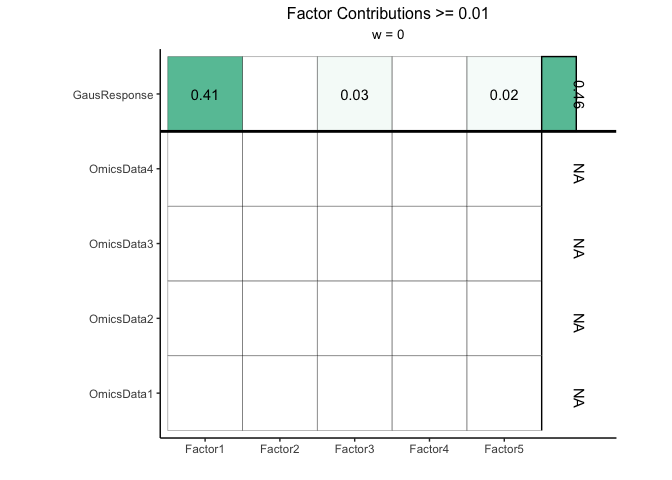 Factor Contributions >= 0.01
w = 0
GausResponse
0.41
0.03
0.02
0.46
OmicsData4
NA
OmicsData3
NA
OmicsData2
NA
OmicsData1
NA
Factor1
Factor2
Factor3
Factor4
Factor5